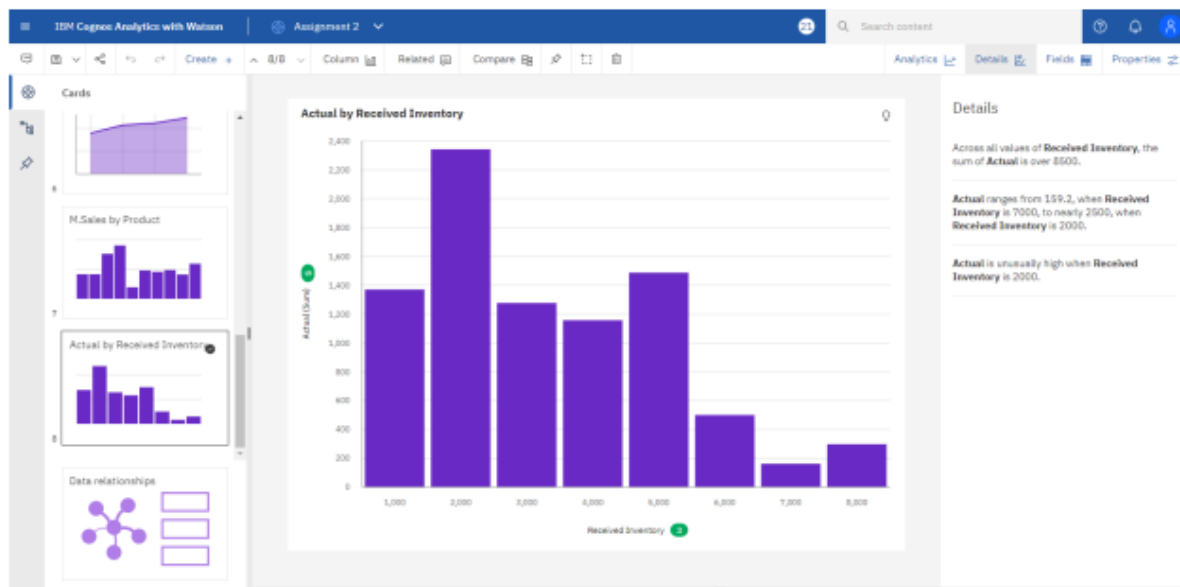 IBM Cognos Analytics with Watson
Assignment 2
21
Search content
Create +
8/8
Column
Related
Compare
Analytics
Details
Fields
Properties
Cards
6
M.Sales by Product
7
Actual by Received Inventory
8
Data relationships
Actual by Received Inventory
2,400
2,200
2,000
1,800
1,600
1,400
1,200
1,000
800
600
400
200
0
Actual (Sum)
1,000
2,000
3,000
4,000
5,000
6,000
7,000
8,000
Received Inventory
Details
Across all values of Received Inventory, the
sum of Actual is over 8500.
Actual ranges from 159.2, when Received
Inventory is 7000, to nearly 2500, when
Received Inventory is 2000.
Actual is unusually high when Received
Inventory is 2000.